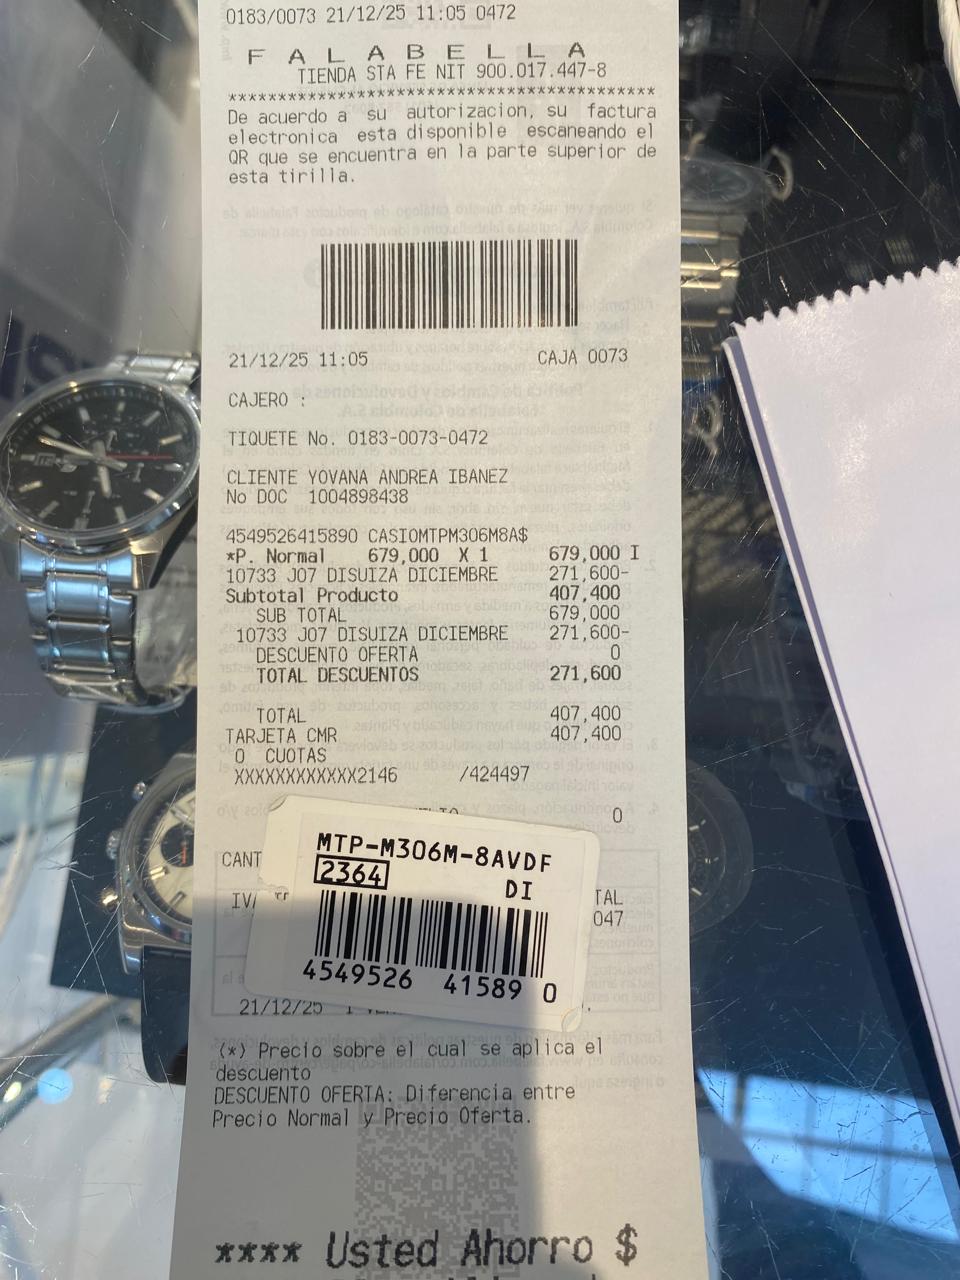 0183/0073 21/12/25 11:05 0472
F A L A B E L L A
TIENDA STA FE NIT 900.017.447-8
*******************************************
De acuerdo a su autorizacion, su factura
electronica esta disponible escaneando el
QR que se encuentra en la parte superior de
esta tirilla.
21/12/25 11:05 CAJA 0073
CAJERO :
TIQUETE No. 0183-0073-0472
CLIENTE YOVANA ANDREA IBANEZ
No DOC 1004898438
4549526415890 CASIOMTPM306M8A$
*P. Normal 679,000 X 1 679,000 I
10733 J07 DISUIZA DICIEMBRE 271,600-
Subtotal Producto 407,400
SUB TOTAL 679,000
10733 J07 DISUIZA DICIEMBRE 271,600-
DESCUENTO OFERTA 0
TOTAL DESCUENTOS 271,600
TOTAL 407,400
TARJETA CMR 407,400
0 CUOTAS
XXXXXXXXXXXX2146 /424497
0
MTP-M306M-8AVDF
2364 DI
4549526 41589 0
CANT
IVA TAL
047
21/12/25 1
(*) Precio sobre el cual se aplica el
descuento
DESCUENTO OFERTA: Diferencia entre
Precio Normal y Precio Oferta.
**** Usted Ahorro $